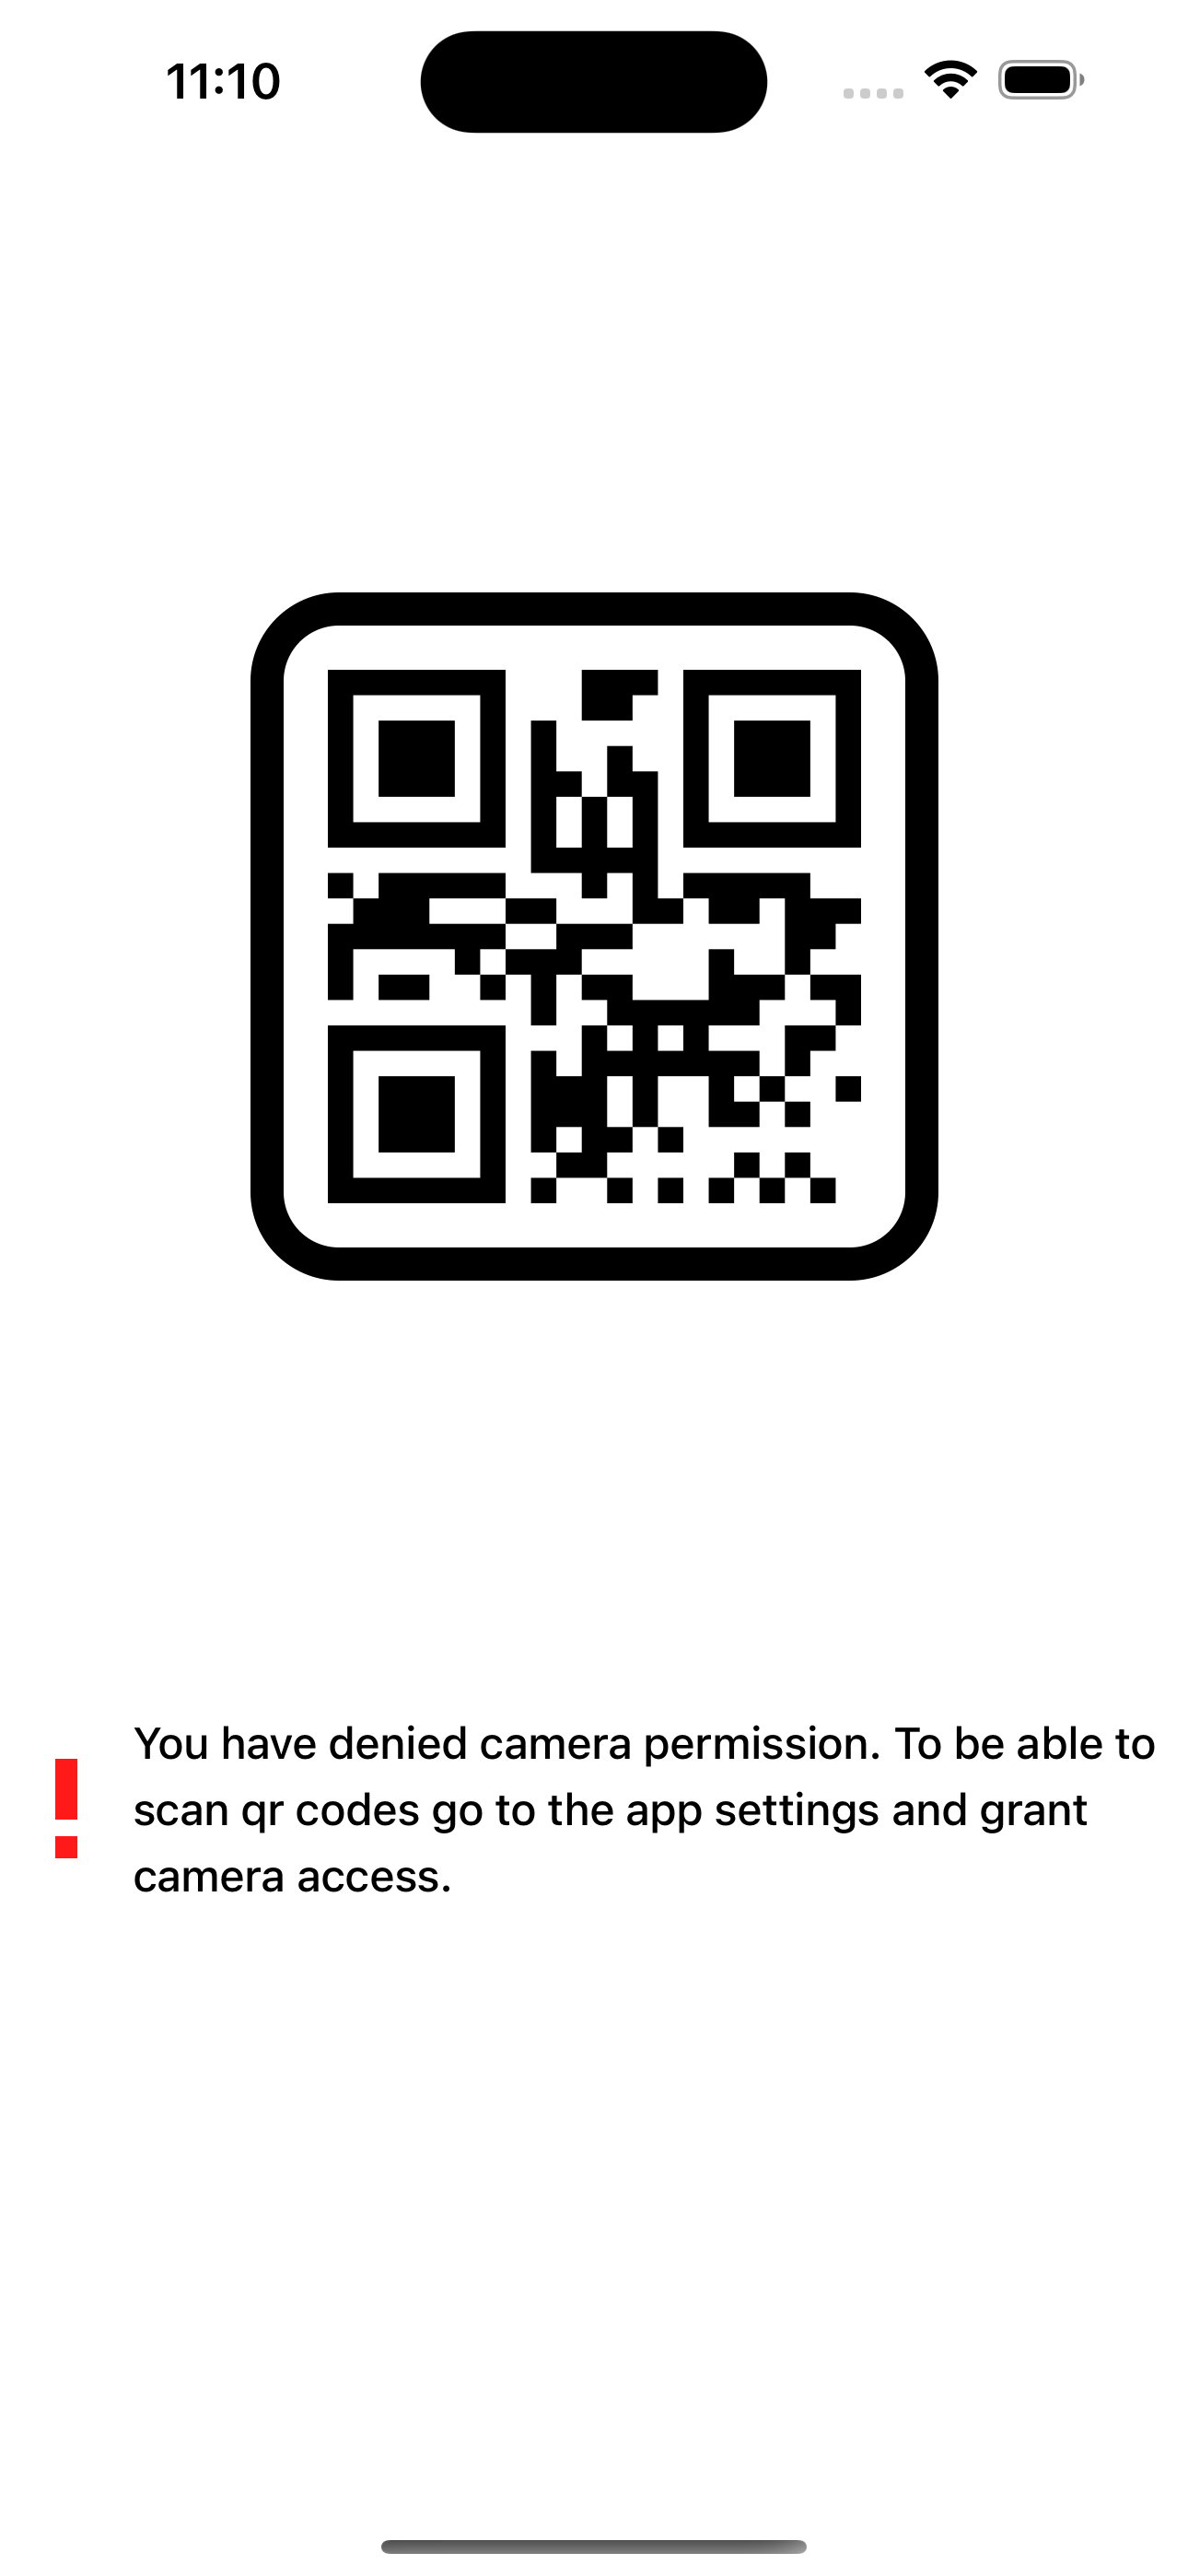 11:10
You have denied camera permission. To be able to
scan qr codes go to the app settings and grant
camera access.